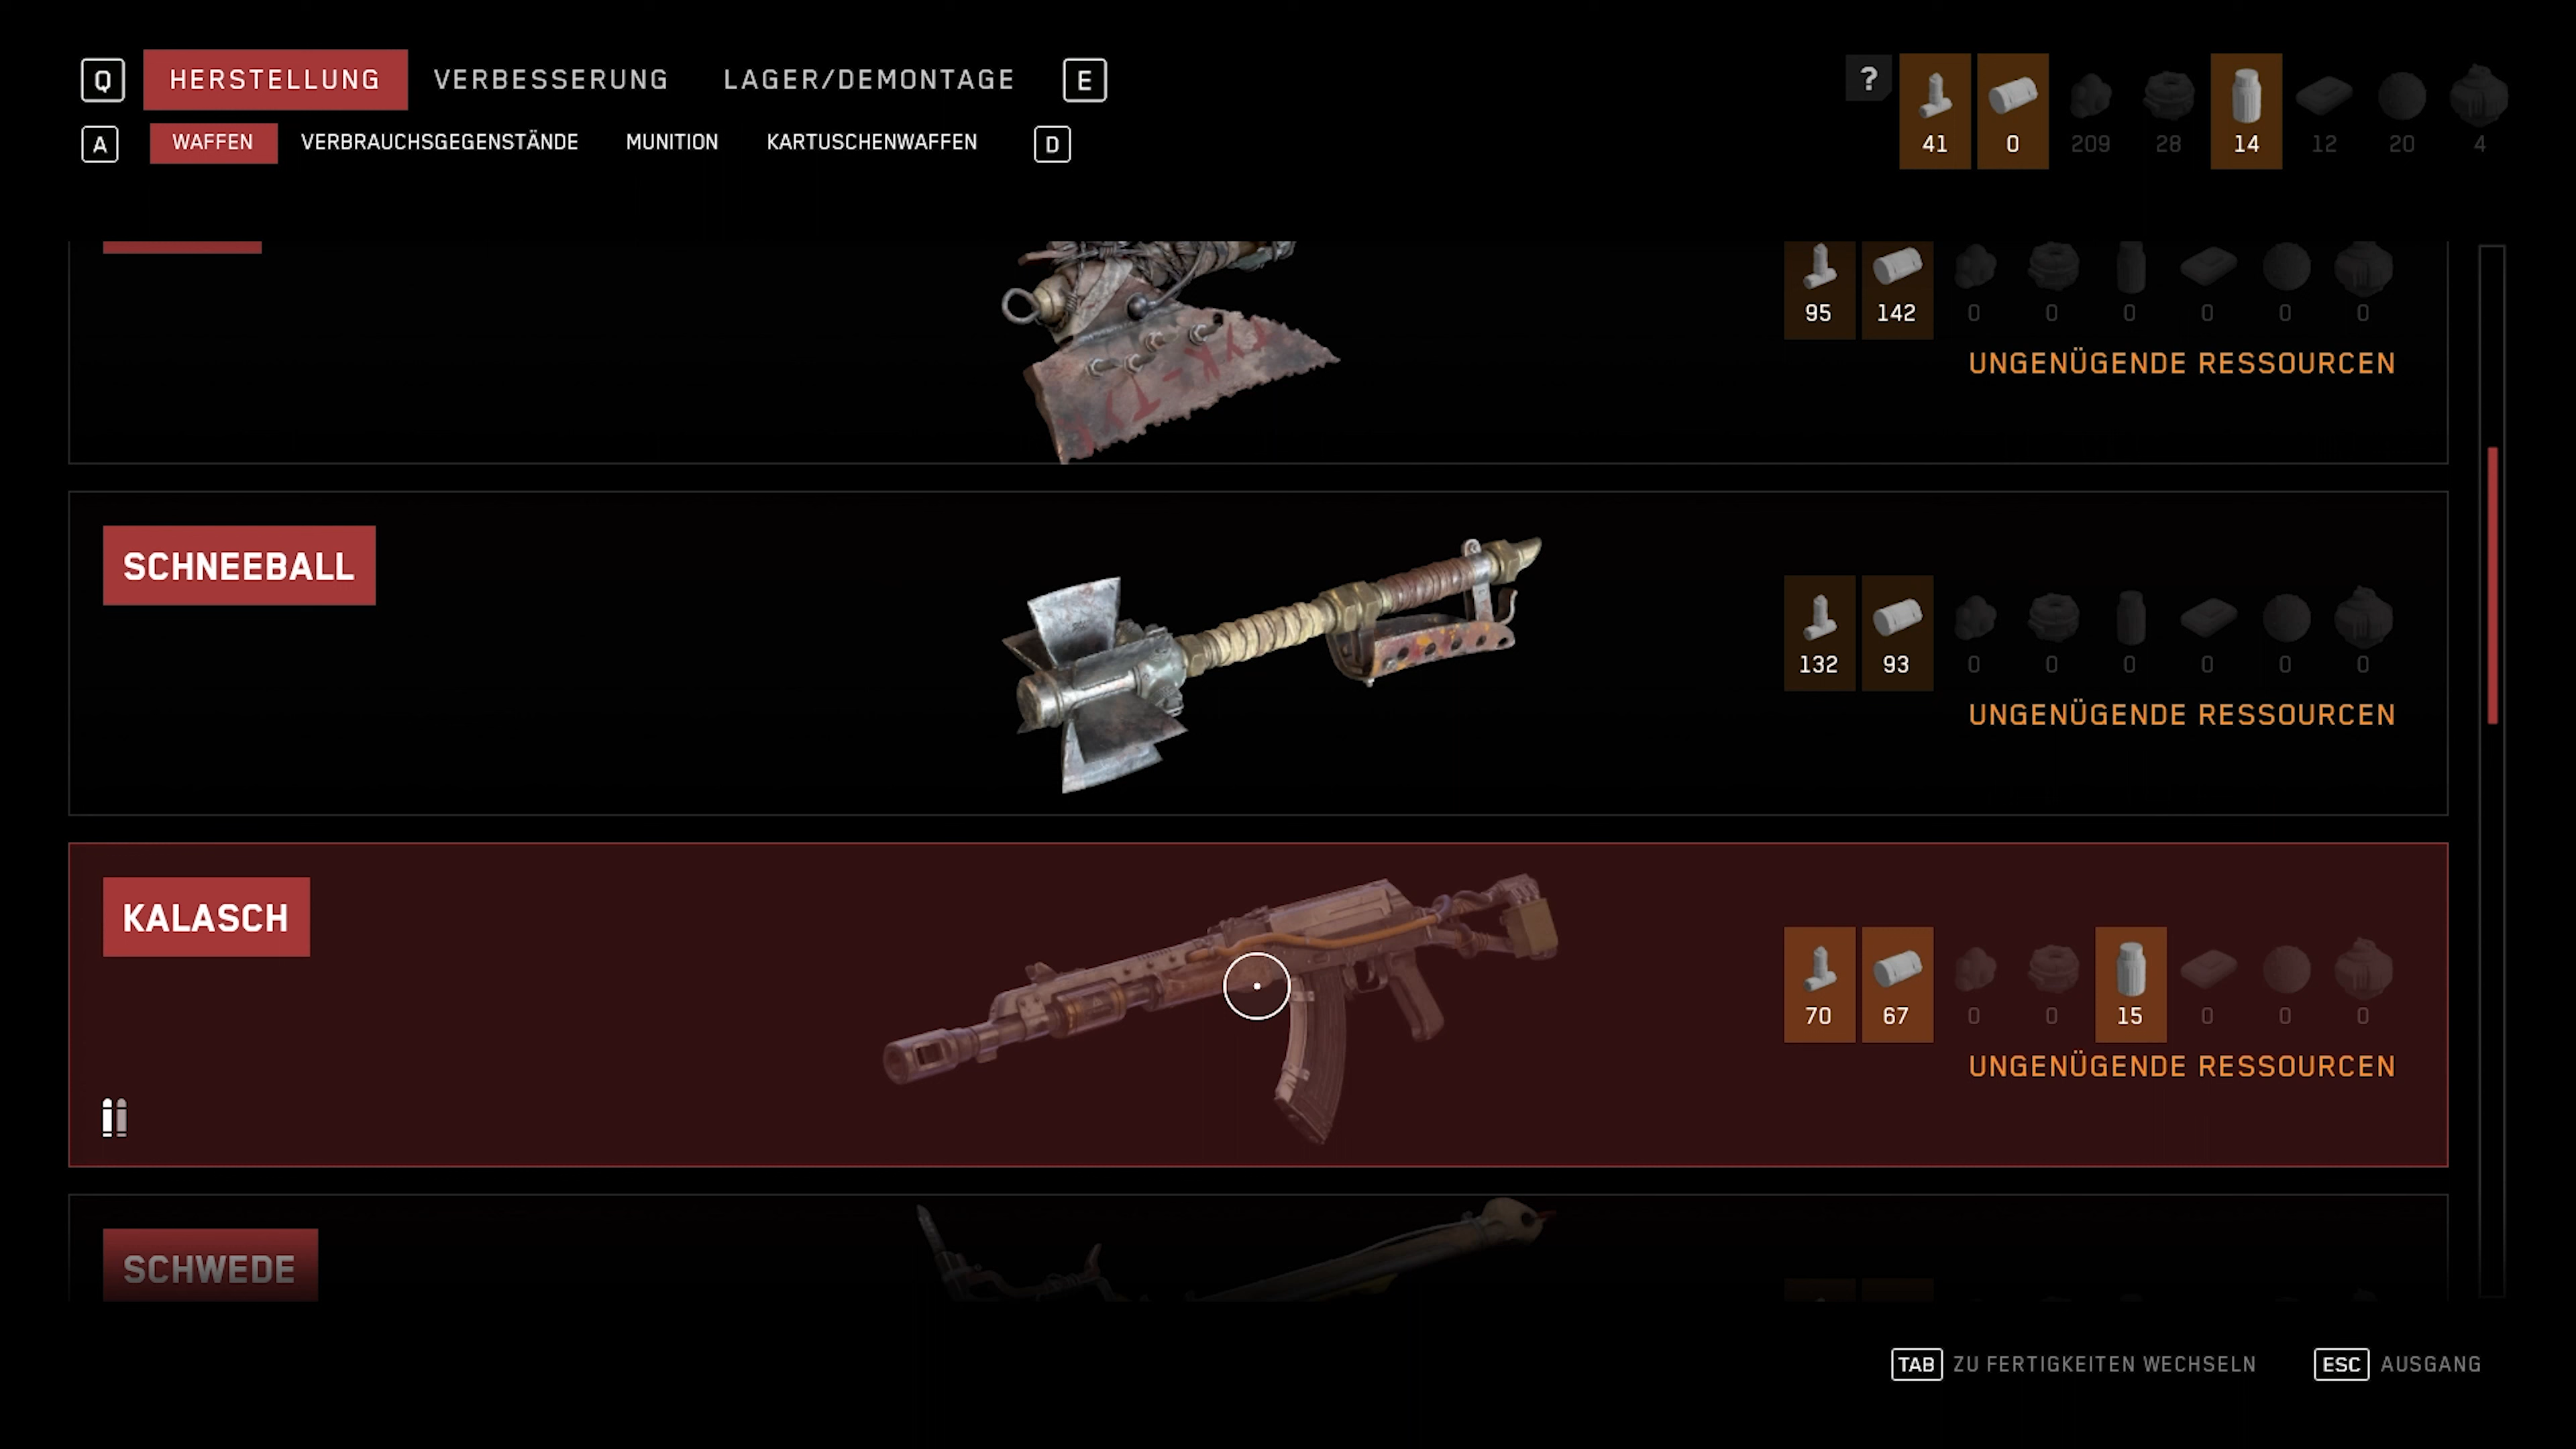 Q HERSTELLUNG VERBESSERUNG LAGER/DEMONTAGE E
A WAFFEN VERBRAUCHSGEGENSTÄNDE MUNITION KARTUSCHENWAFFEN D
? 41 0 209 28 14 12 20 4
95 142 0 0 0 0 0 0
UNGENÜGENDE RESSOURCEN
SCHNEEBALL
132 93 0 0 0 0 0 0
UNGENÜGENDE RESSOURCEN
KALASCH
70 67 0 0 15 0 0 0
UNGENÜGENDE RESSOURCEN
SCHWEDE
TAB ZU FERTIGKEITEN WECHSELN ESC AUSGANG